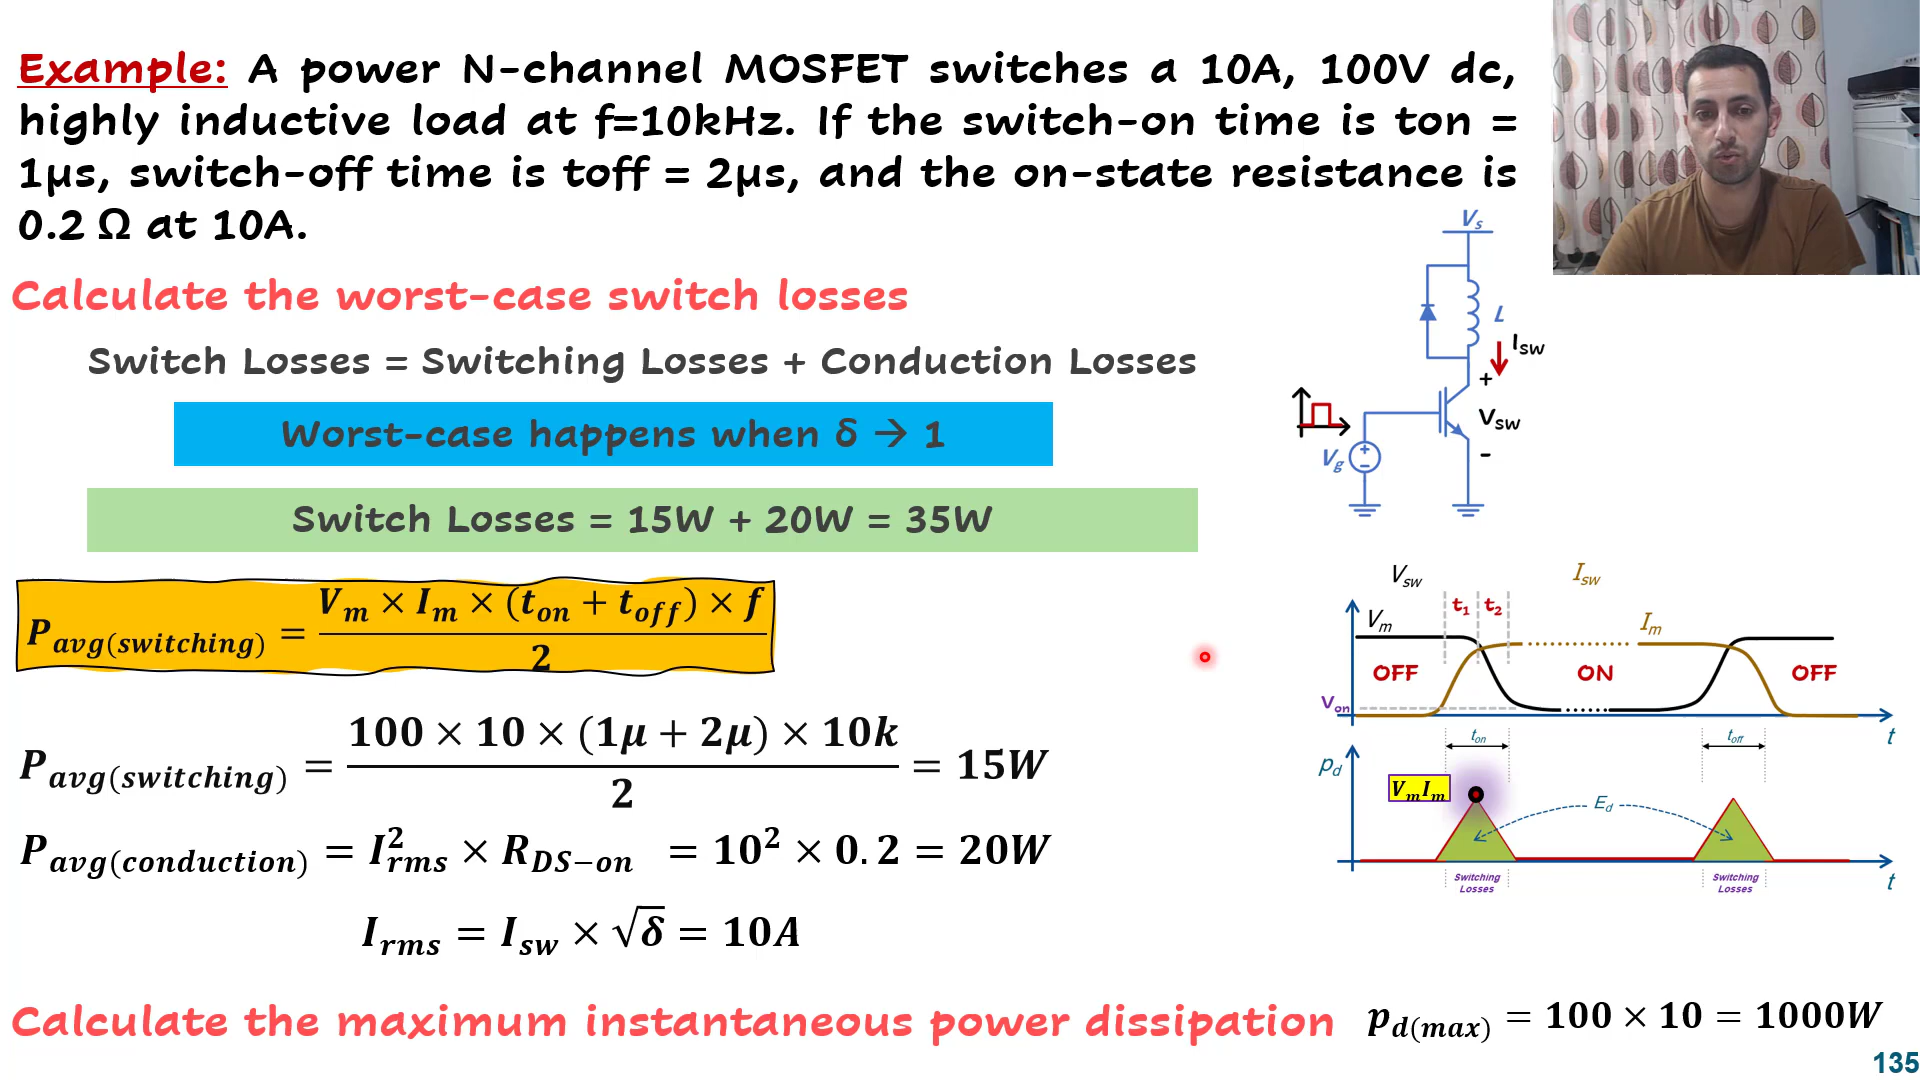 Example: A power N-channel MOSFET switches a 10A, 100V dc,
highly inductive load at f=10kHz. If the switch-on time is ton =
1µs, switch-off time is toff = 2µs, and the on-state resistance is
0.2 Ω at 10A.
Calculate the worst-case switch losses
Switch Losses = Switching Losses + Conduction Losses
Worst-case happens when δ → 1
Switch Losses = 15W + 20W = 35W
P_avg(switching) = (V_m × I_m × (t_on + t_off) × f) / 2
P_avg(switching) = (100 × 10 × (1μ + 2μ) × 10k) / 2 = 15W
P_avg(conduction) = I²_rms × R_DS−on = 10² × 0.2 = 20W
I_rms = I_sw × √δ = 10A
Calculate the maximum instantaneous power dissipation p_d(max) = 100 × 10 = 1000W
135
V_s
L
I_sw
+
V_sw
-
V_g
+
−
V_sw I_sw
t_1 t_2
V_m I_m
OFF ON OFF
V_on
t_on t_off t
p_d
V_m I_m
E_d
Switching Losses
Switching Losses
t